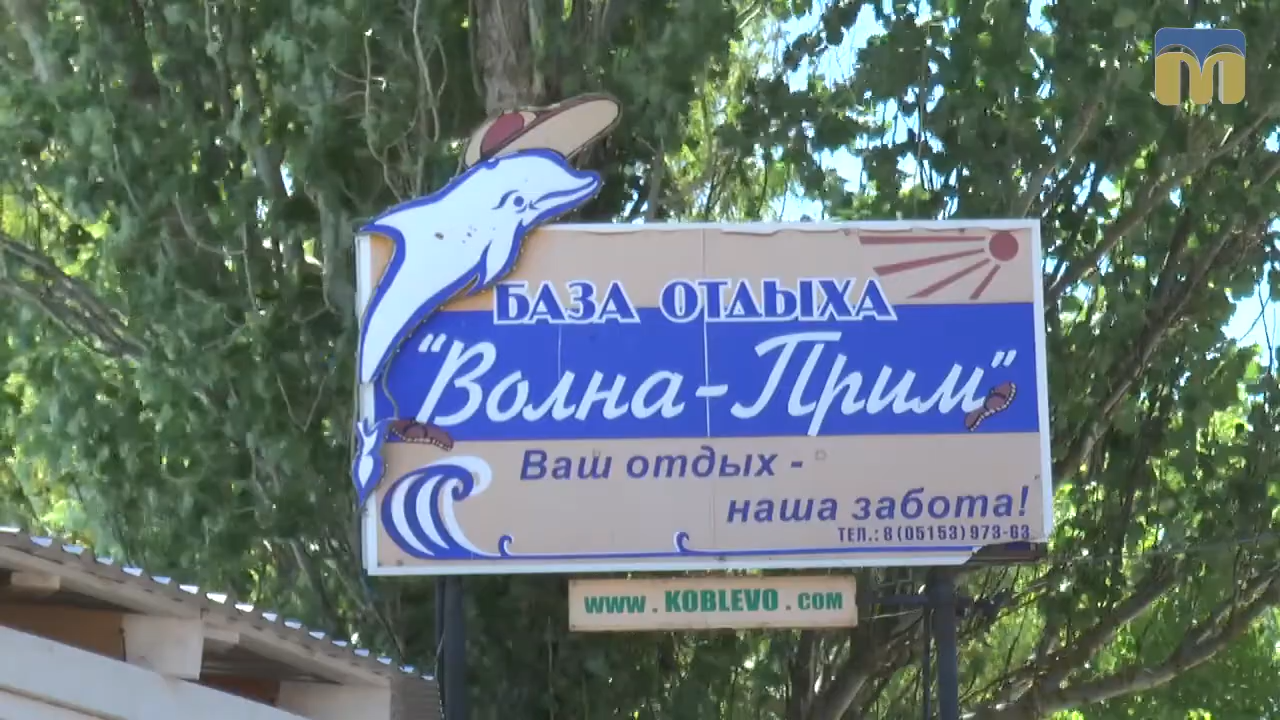 БАЗА ОТДЫХА
"Волна-Прим"
Ваш отдых -
наша забота!
ТЕЛ.: 8 (05153) 973-63
www.KOBLEVO.com